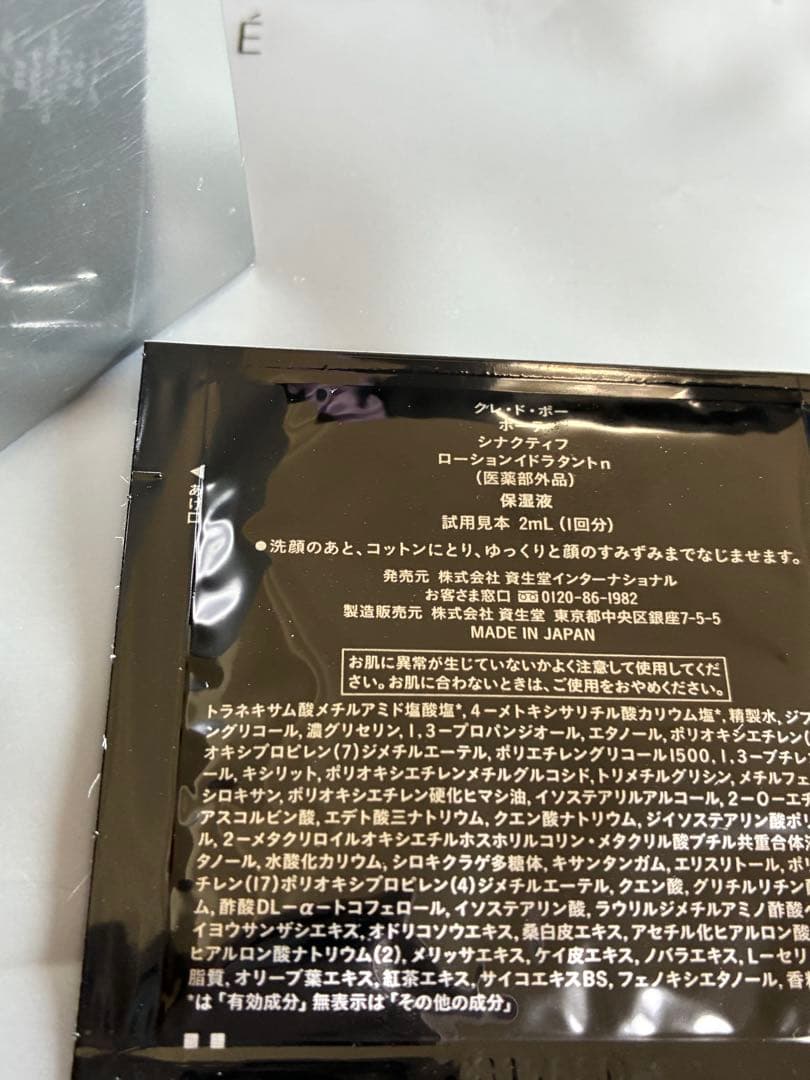 É
クレ・ド・ポー
ボーテ
シナクティフ
ローションイドラタントn
(医薬部外品)
保湿液
試用見本 2mL (1回分)
あけ口
●洗顔のあと、コットンにとり、ゆっくりと顔のすみずみまでなじませます。
発売元 株式会社 資生堂インターナショナル
お客さま窓口 0120-86-1982
製造販売元 株式会社 資生堂 東京都中央区銀座7-5-5
MADE IN JAPAN
お肌に異常が生じていないかよく注意して使用してくだ
さい。お肌に合わないときは、ご使用をおやめください。
トラネキサム酸メチルアミド塩酸塩*, 4-メトキシサリチル酸カリウム塩*, 精製水, ジプ
ングリコール, 濃グリセリン, 1,3-プロパンジオール, エタノール, ポリオキシエチレン(
オキシプロピレン(7)ジメチルエーテル, ポリエチレングリコール1500, 1,3-ブチレ
ール, キシリット, ポリオキシエチレンメチルグルコシド, トリメチルグリシン, メチルフェ
シロキサン, ポリオキシエチレン硬化ヒマシ油, イソステアリルアルコール, 2-O-エチ
アスコルビン酸, エデト酸三ナトリウム, クエン酸ナトリウム, ジイソステアリン酸ポリ
ル, 2-メタクリロイルオキシエチルホスホリルコリン・メタクリル酸ブチル共重合体液
タノール, 水酸化カリウム, シロキクラゲ多糖体, キサンタンガム, エリスリトール, ポリ
チレン(17)ポリオキシプロピレン(4)ジメチルエーテル, クエン酸, グリチルリチン
ム, 酢酸DL-α-トコフェロール, イソステアリン酸, ラウリルジメチルアミノ酢酸ベ
イヨウサンザシエキス, オドリコソウエキス, 桑白皮エキス, アセチル化ヒアルロン酸
ヒアルロン酸ナトリウム(2), メリッサエキス, ケイ皮エキス, ノバラエキス, L-セリ
脂質, オリーブ葉エキス, 紅茶エキス, サイコエキスBS, フェノキシエタノール, 香料
*は「有効成分」無表示は「その他の成分」